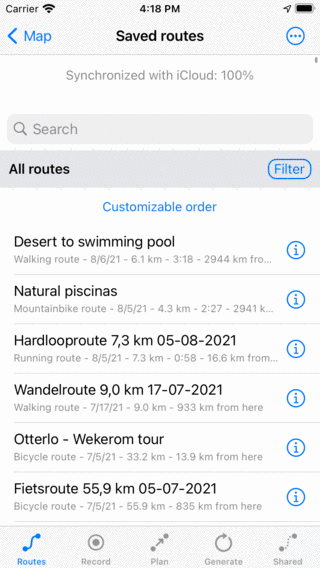 Carrier 4:18 PM
Map Saved routes
Synchronized with iCloud: 100%
Search
All routes Filter
Customizable order
Desert to swimming pool
Walking route - 8/6/21 - 6.1 km - 3:18 - 2944 km fro...
Natural piscinas
Mountainbike route - 8/5/21 - 4.3 km - 2:27 - 2941 k...
Hardlooproute 7,3 km 05-08-2021
Running route - 8/5/21 - 7.3 km - 0:58 - 16.6 km from...
Wandelroute 9,0 km 17-07-2021
Walking route - 7/17/21 - 9.0 km - 933 km from here
Otterlo - Wekerom tour
Bicycle route - 7/5/21 - 33.2 km - 13.9 km from here
Fietsroute 55,9 km 05-07-2021
Bicycle route - 7/5/21 - 55.9 km - 835 km from here
Routes Record Plan Generate Shared